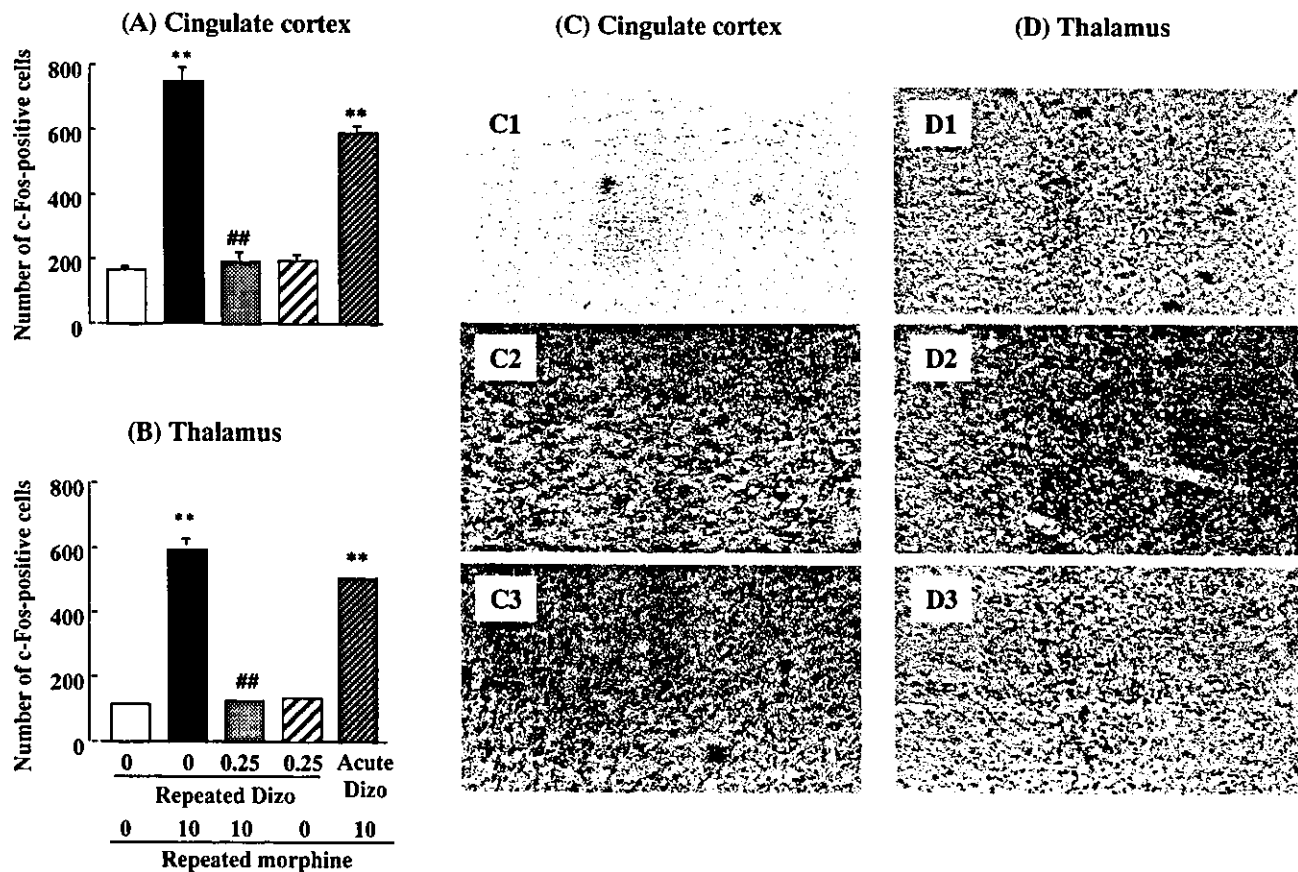 (A) Cingulate cortex
Number of c-Fos-positive cells
800
600
400
200
0
**
##
**
(B) Thalamus
Number of c-Fos-positive cells
800
600
400
200
0
**
##
**
0 0 0.25 0.25 Acute Dizo
Repeated Dizo
0 10 10 0 10
Repeated morphine
(C) Cingulate cortex
C1
C2
C3
(D) Thalamus
D1
D2
D3